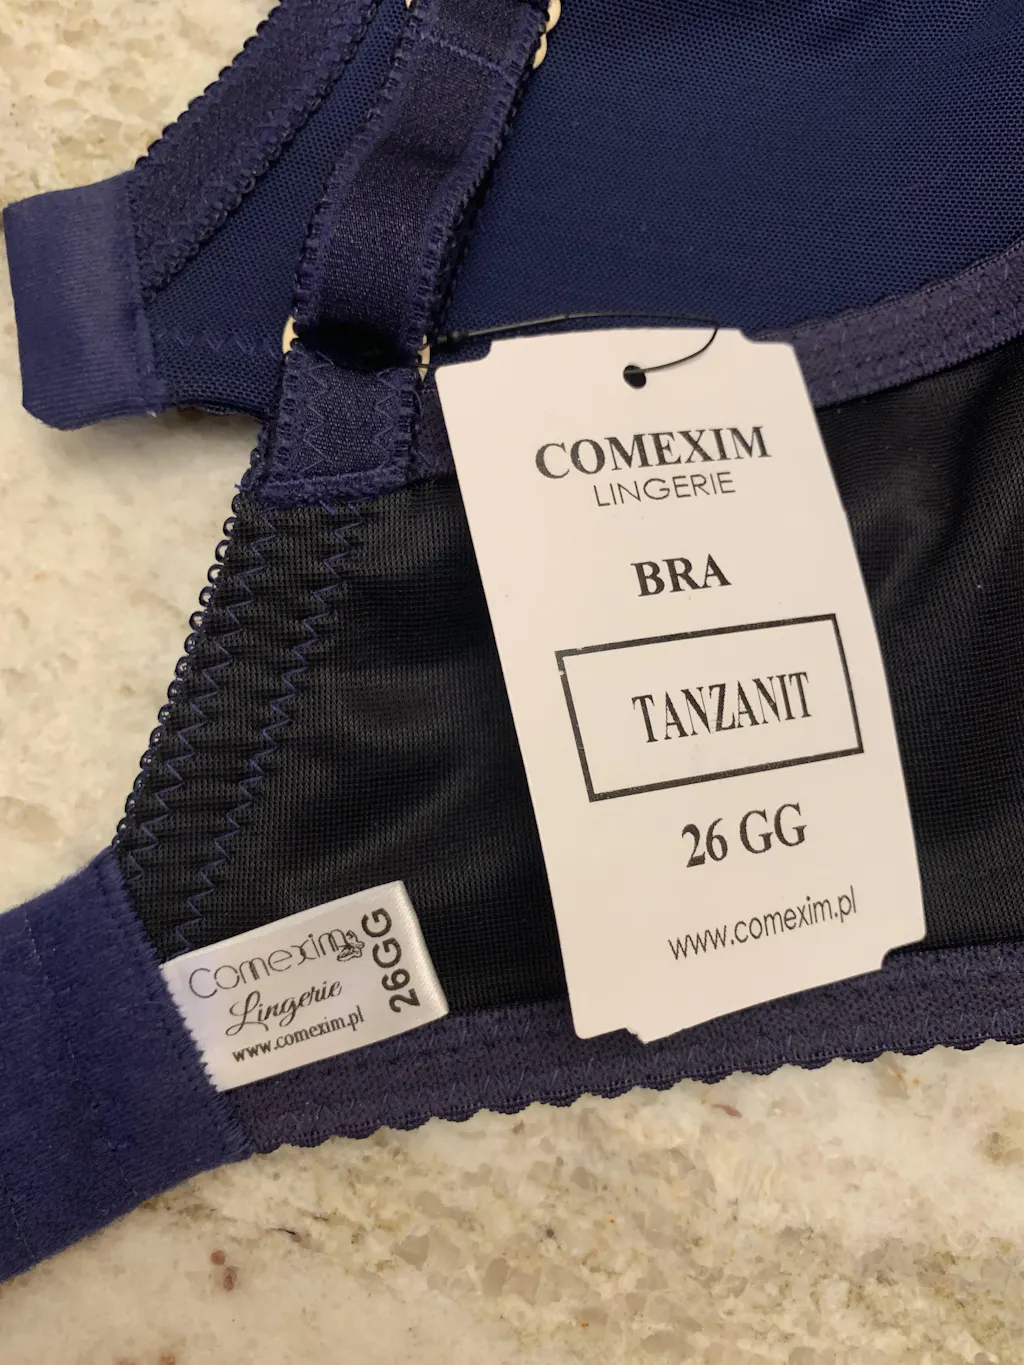 COMEXIM
LINGERIE
BRA
TANZANIT
26 GG
www.comexim.pl
Comexim
Lingerie
www.comexim.pl
26GG